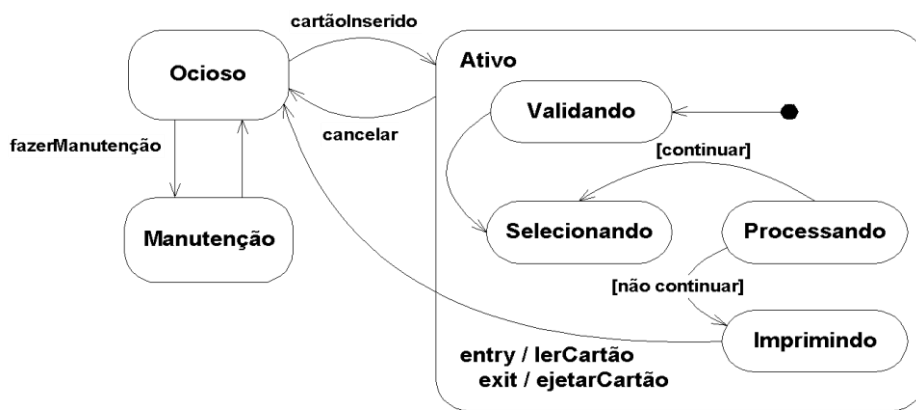 cartãoInserido
Ocioso
Ativo
Validando
cancelar
fazerManutenção
[continuar]
Manutenção
Selecionando
Processando
[não continuar]
Imprimindo
entry / lerCartão
exit / ejetarCartão